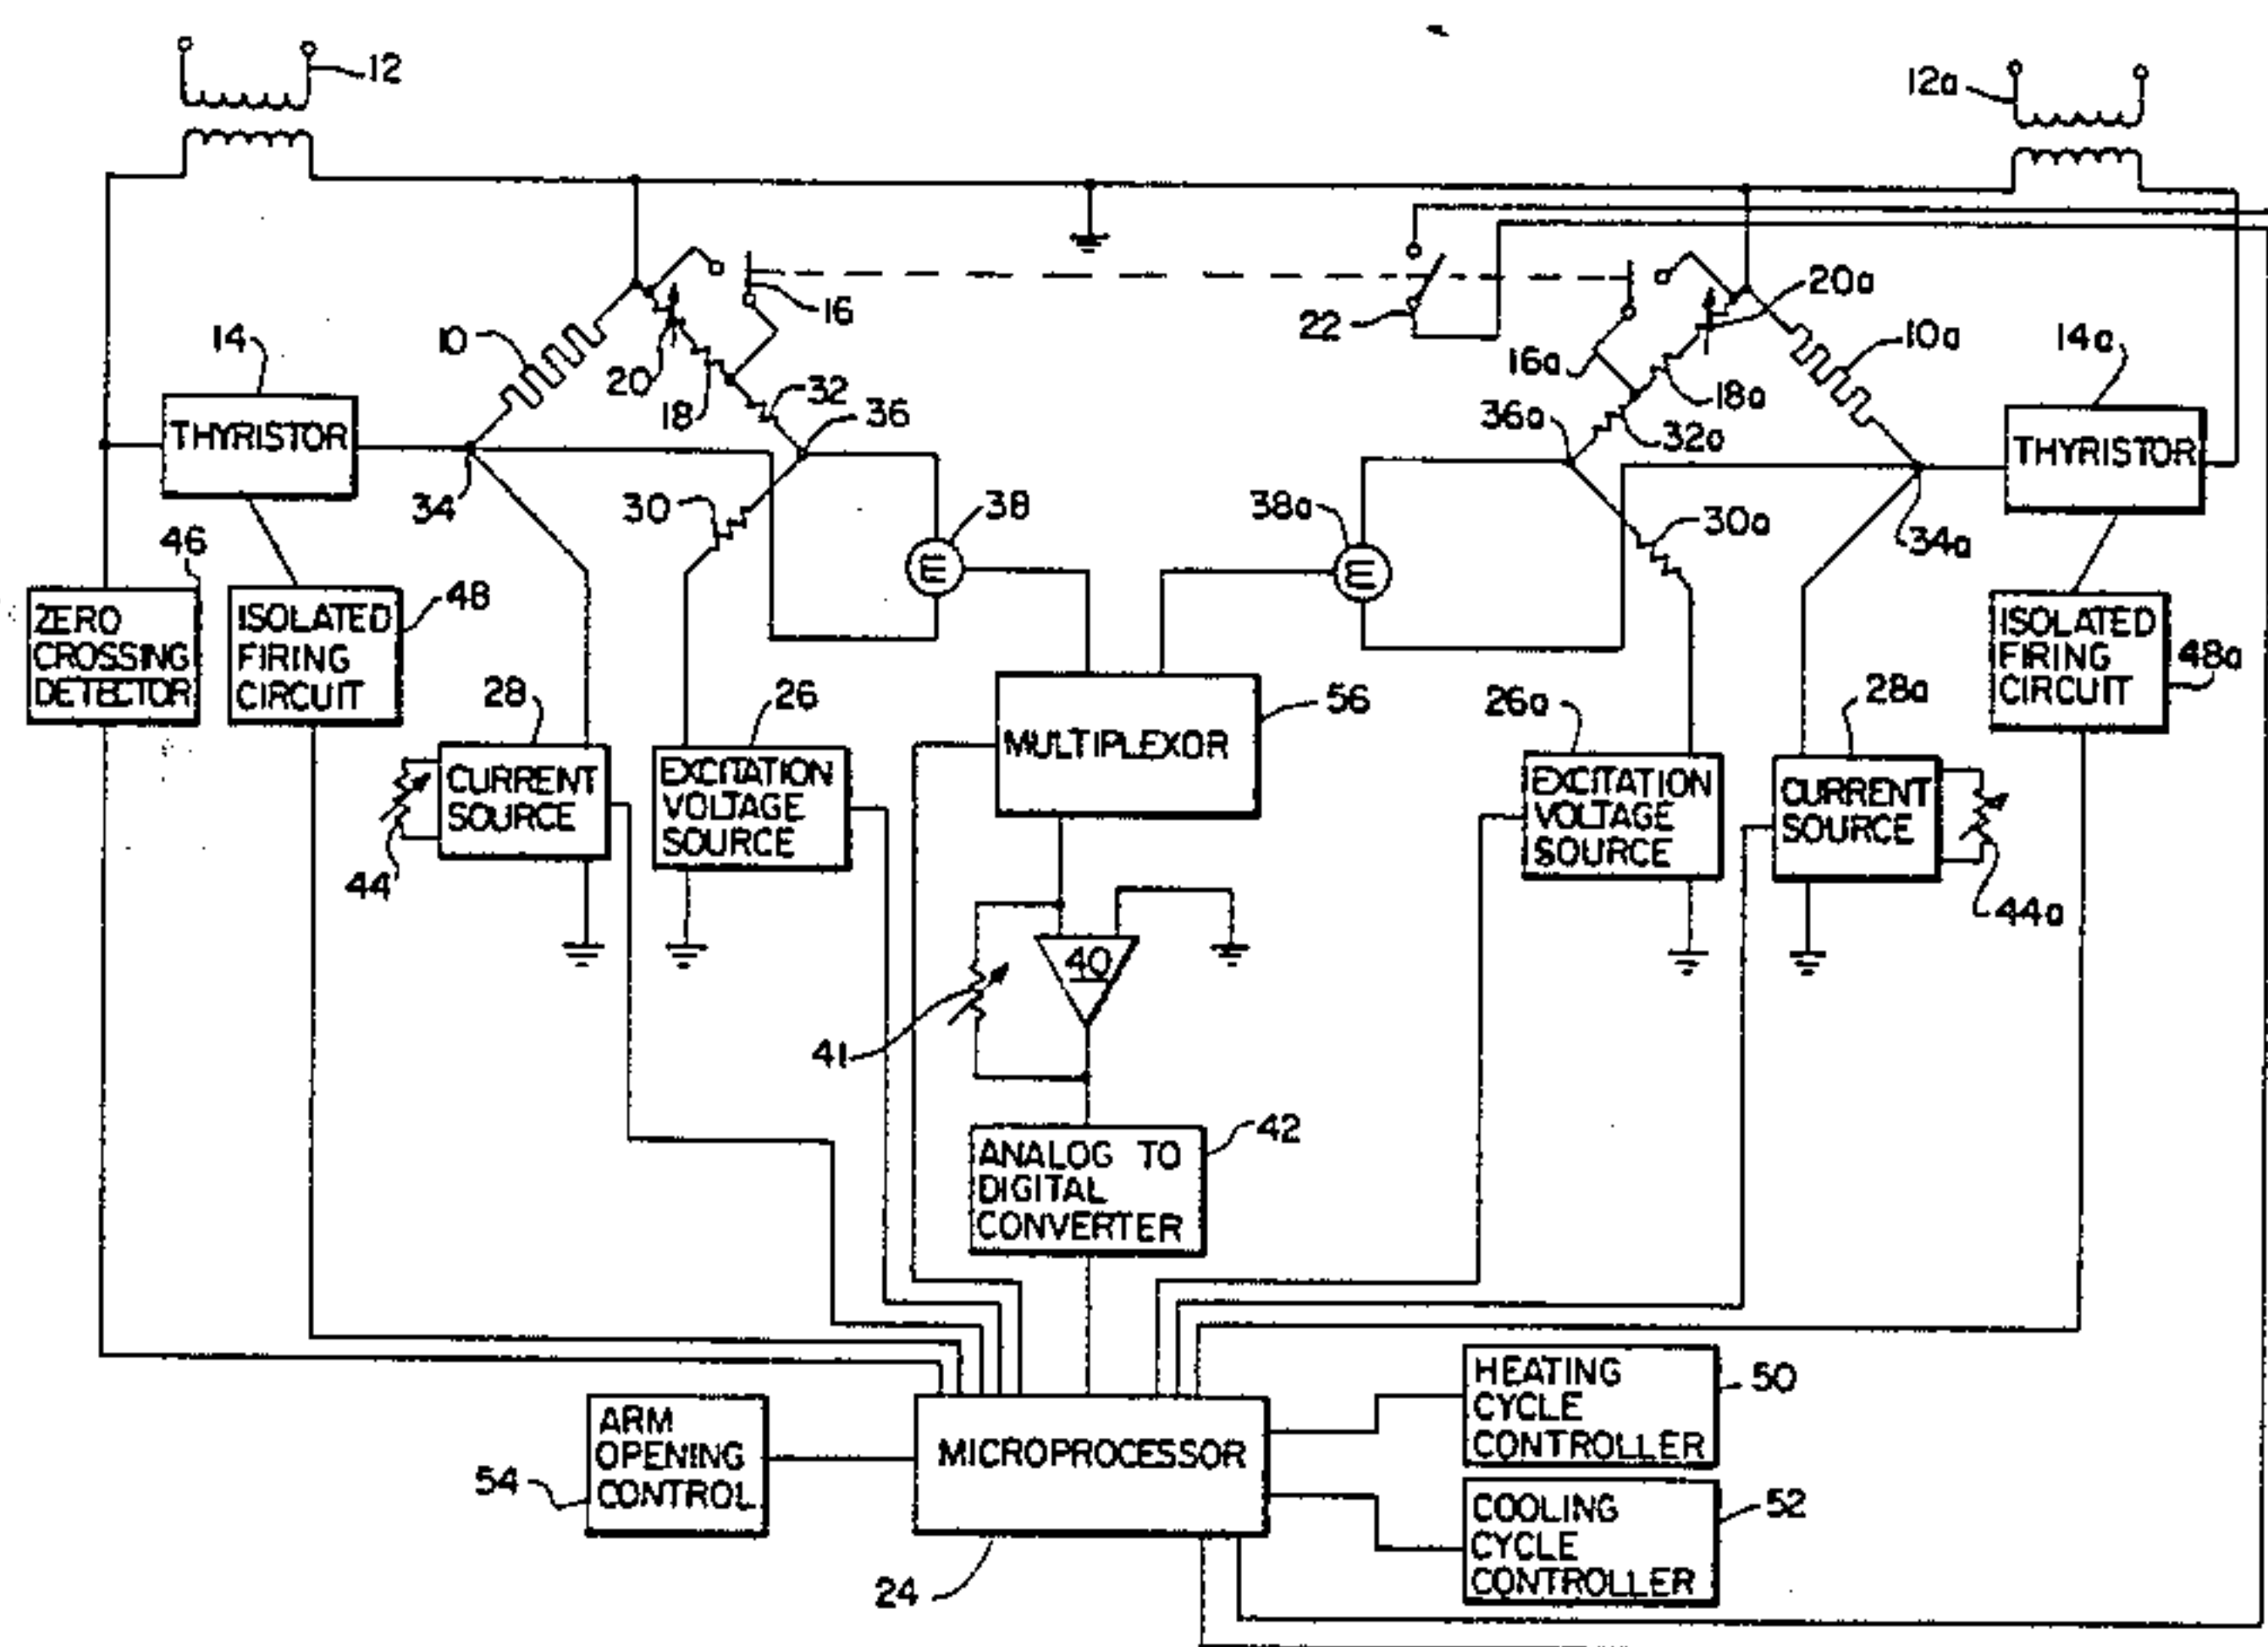 12
12a
14
THYRISTOR
10
20
18
16
32
36
22
16a
36a
20a
18a
32a
10a
14a
THYRISTOR
34
30
38
38a
30a
34a
46
ZERO
CROSSING
DETECTOR
48
ISOLATED
FIRING
CIRCUIT
E
E
ISOLATED
FIRING
CIRCUIT
48a
28
CURRENT
SOURCE
44
26
EXCITATION
VOLTAGE
SOURCE
MULTIPLEXOR
56
26a
EXCITATION
VOLTAGE
SOURCE
28a
CURRENT
SOURCE
44a
40
41
42
ANALOG TO
DIGITAL
CONVERTER
ARM
OPENING
CONTROL
54
MICROPROCESSOR
24
HEATING
CYCLE
CONTROLLER
50
COOLING
CYCLE
CONTROLLER
52